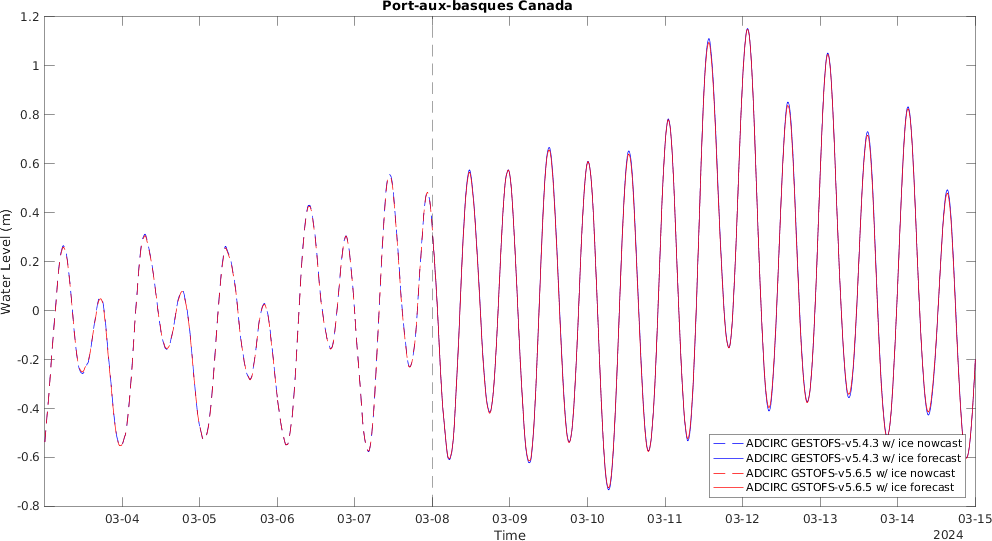 Port-aux-basques Canada
1.2
1
0.8
0.6
0.4
0.2
0
-0.2
-0.4
-0.6
-0.8
Water Level (m)
ADCIRC GESTOFS-v5.4.3 w/ ice nowcast
ADCIRC GESTOFS-v5.4.3 w/ ice forecast
ADCIRC GSTOFS-v5.6.5 w/ ice nowcast
ADCIRC GSTOFS-v5.6.5 w/ ice forecast
03-04 03-05 03-06 03-07 03-08 03-09 03-10 03-11 03-12 03-13 03-14 03-15
Time
2024